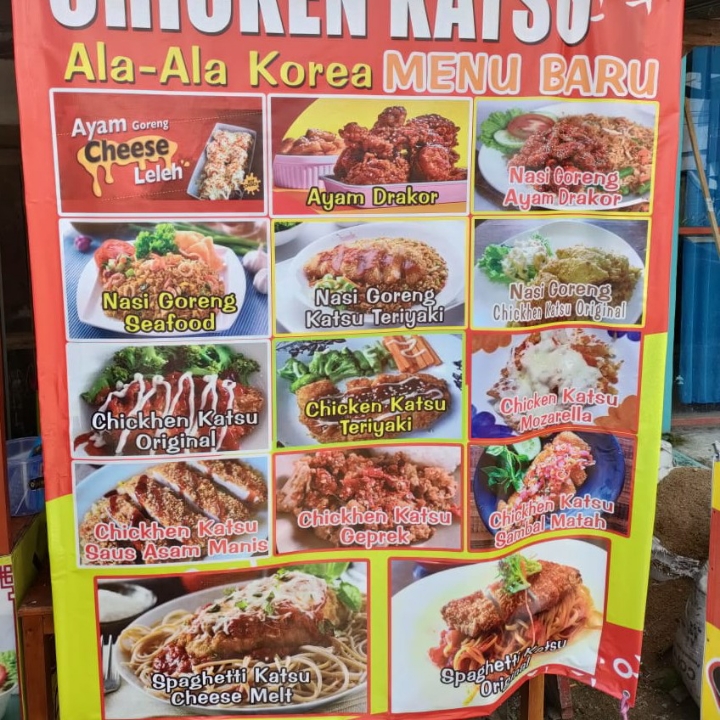 CHICKEN KATSU
Ala-Ala Korea MENU BARU
Ayam Goreng
Cheese
Leleh
Ayam Drakor
Nasi Goreng
Ayam Drakor
Nasi Goreng
Seafood
Nasi Goreng
Katsu Teriyaki
Nasi Goreng
Chickhen Katsu Original
Chickhen Katsu
Original
Chicken Katsu
Teriyaki
Chicken Katsu
Mozarella
Chickhen Katsu
Saus Asam Manis
Chickhen Katsu
Geprek
Chickhen Katsu
Sambal Matah
Spaghetti Katsu
Cheese Melt
Spaghetti Katsu
Original